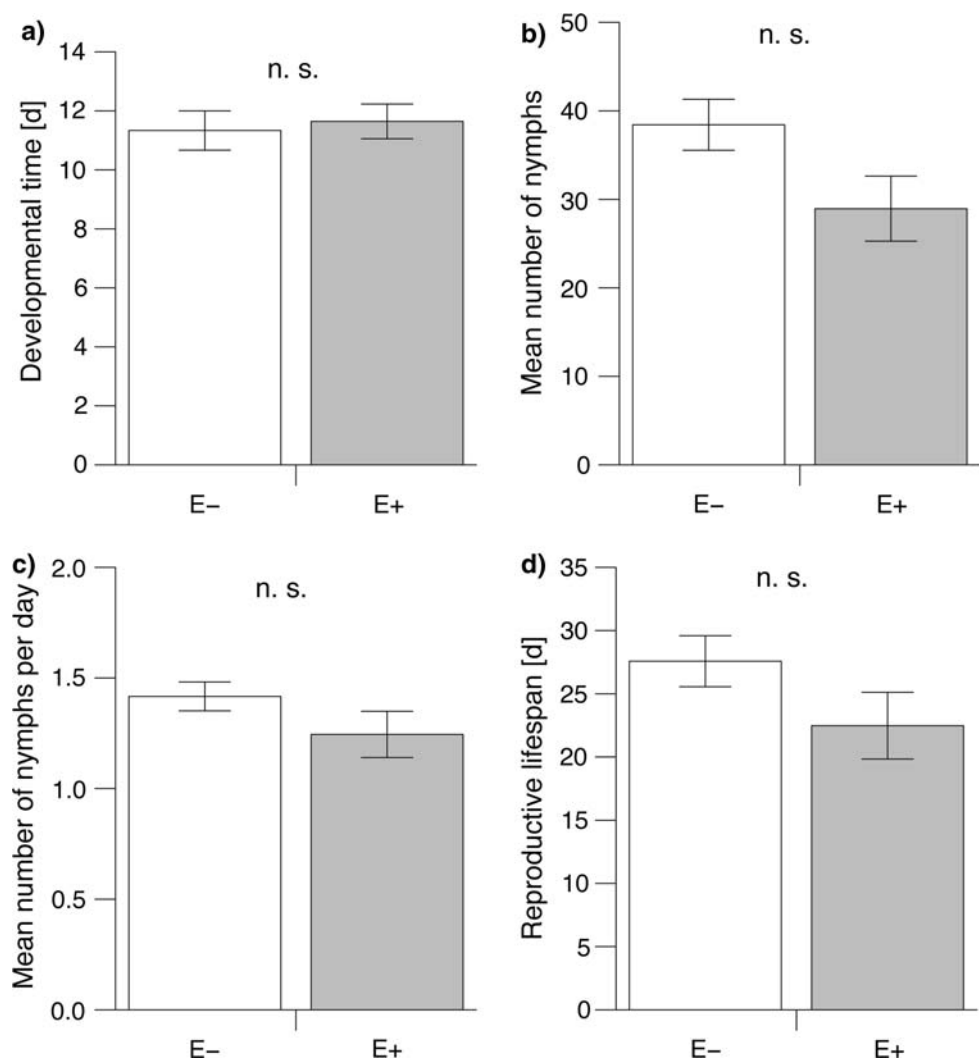 a)
Developmental time [d]
14
12
10
8
6
4
2
0
n. s.
E–
E+
b)
Mean number of nymphs
50
40
30
20
10
0
n. s.
E–
E+
c)
Mean number of nymphs per day
2.0
1.5
1.0
0.5
0.0
n. s.
E–
E+
d)
Reproductive lifespan [d]
35
30
25
20
15
10
5
0
n. s.
E–
E+